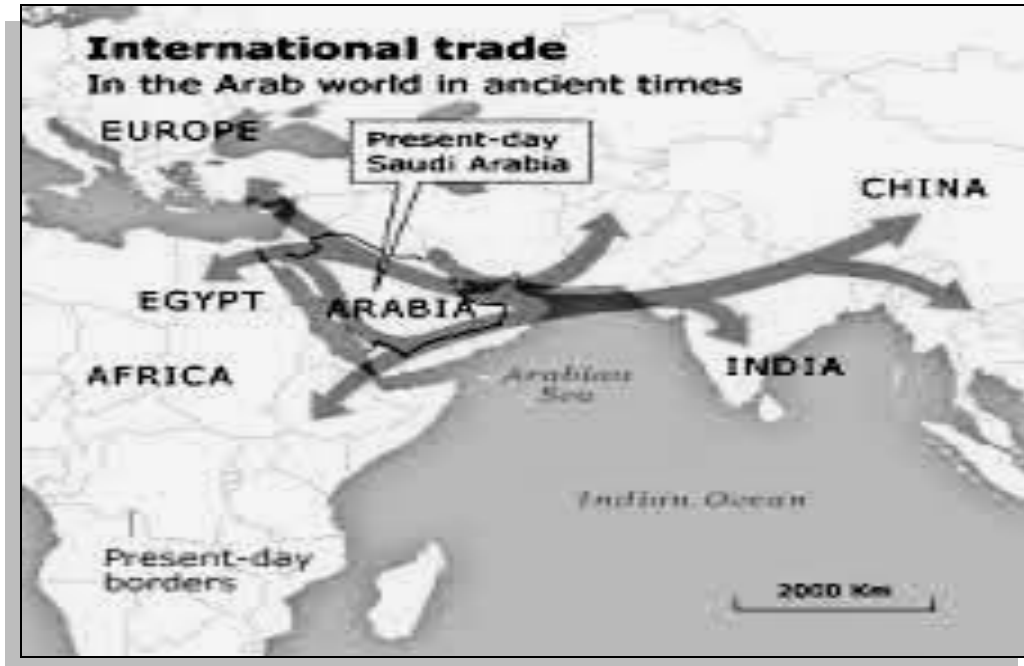 International trade
In the Arab world in ancient times
EUROPE
Present-day
Saudi Arabia
CHINA
EGYPT
ARABIA
AFRICA
INDIA
Arabian
Sea
Indian Ocean
Present-day
borders
2000 Km